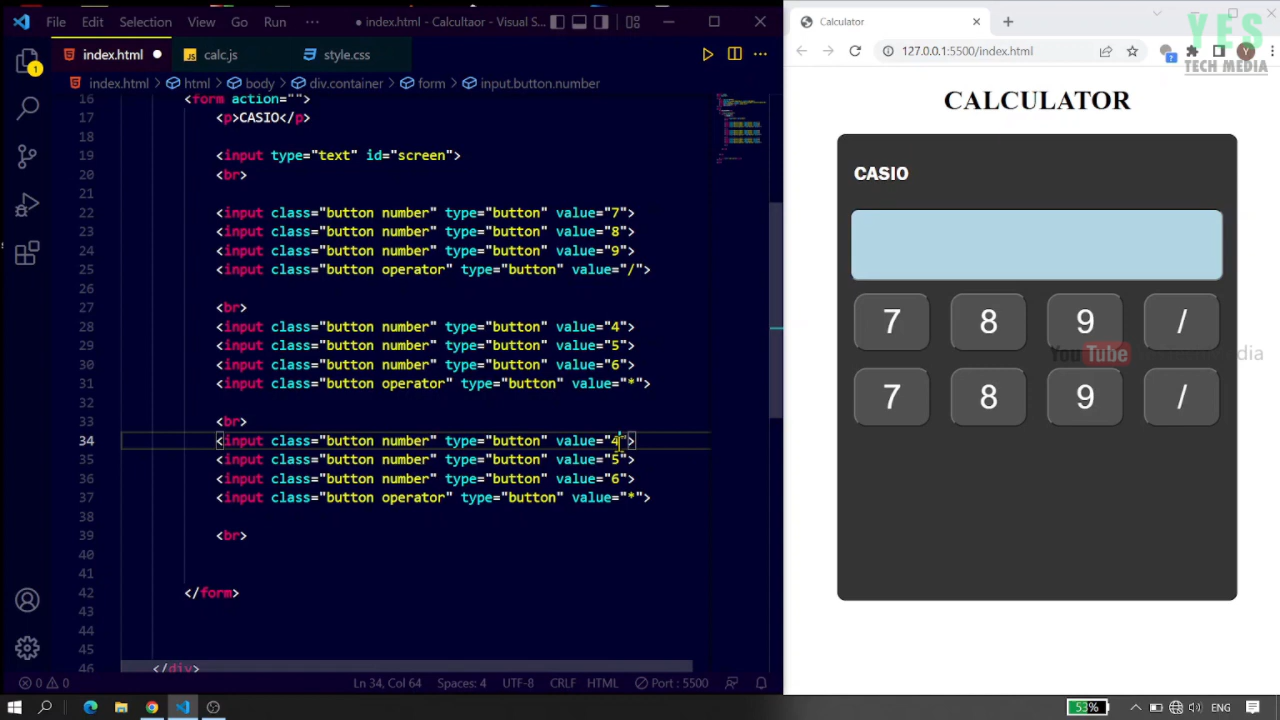 File Edit Selection View Go Run ··· ● index.html - Calcultaor - Visual S...
index.html ● calc.js style.css
index.html > html > body > div.container > form > input.button.number
16 <form action="">
17 <p>CASIO</p>
18
19 <input type="text" id="screen">
20 <br>
21
22 <input class="button number" type="button" value="7">
23 <input class="button number" type="button" value="8">
24 <input class="button number" type="button" value="9">
25 <input class="button operator" type="button" value="/">
26
27 <br>
28 <input class="button number" type="button" value="4">
29 <input class="button number" type="button" value="5">
30 <input class="button number" type="button" value="6">
31 <input class="button operator" type="button" value="*">
32
33 <br>
34 <input class="button number" type="button" value="4">
35 <input class="button number" type="button" value="5">
36 <input class="button number" type="button" value="6">
37 <input class="button operator" type="button" value="*">
38
39 <br>
40
41
42 </form>
43
44
45
46 </div>
1
0 0 Ln 34, Col 64 Spaces: 4 UTF-8 CRLF HTML Port : 5500
Calculator
127.0.0.1:5500/index.html
?
Y
YES
TECH MEDIA
CALCULATOR
CASIO
7 8 9 /
You Tube
7 8 9 /
53% ENG